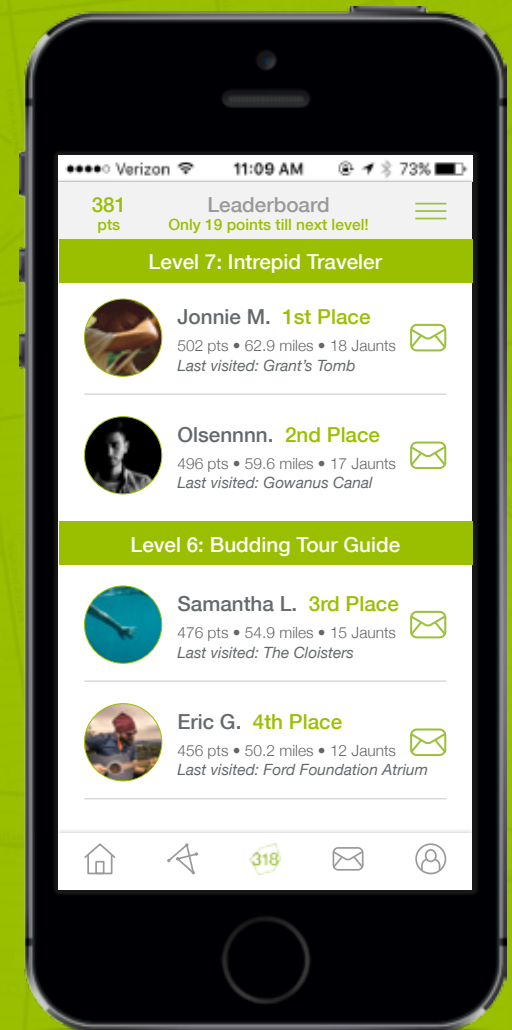 Verizon 11:09 AM 73%
381 Leaderboard
pts Only 19 points till next level!
Level 7: Intrepid Traveler
Jonnie M. 1st Place
502 pts • 62.9 miles • 18 Jaunts
Last visited: Grant's Tomb
Olsennnn. 2nd Place
496 pts • 59.6 miles • 17 Jaunts
Last visited: Gowanus Canal
Level 6: Budding Tour Guide
Samantha L. 3rd Place
476 pts • 54.9 miles • 15 Jaunts
Last visited: The Cloisters
Eric G. 4th Place
456 pts • 50.2 miles • 12 Jaunts
Last visited: Ford Foundation Atrium
318